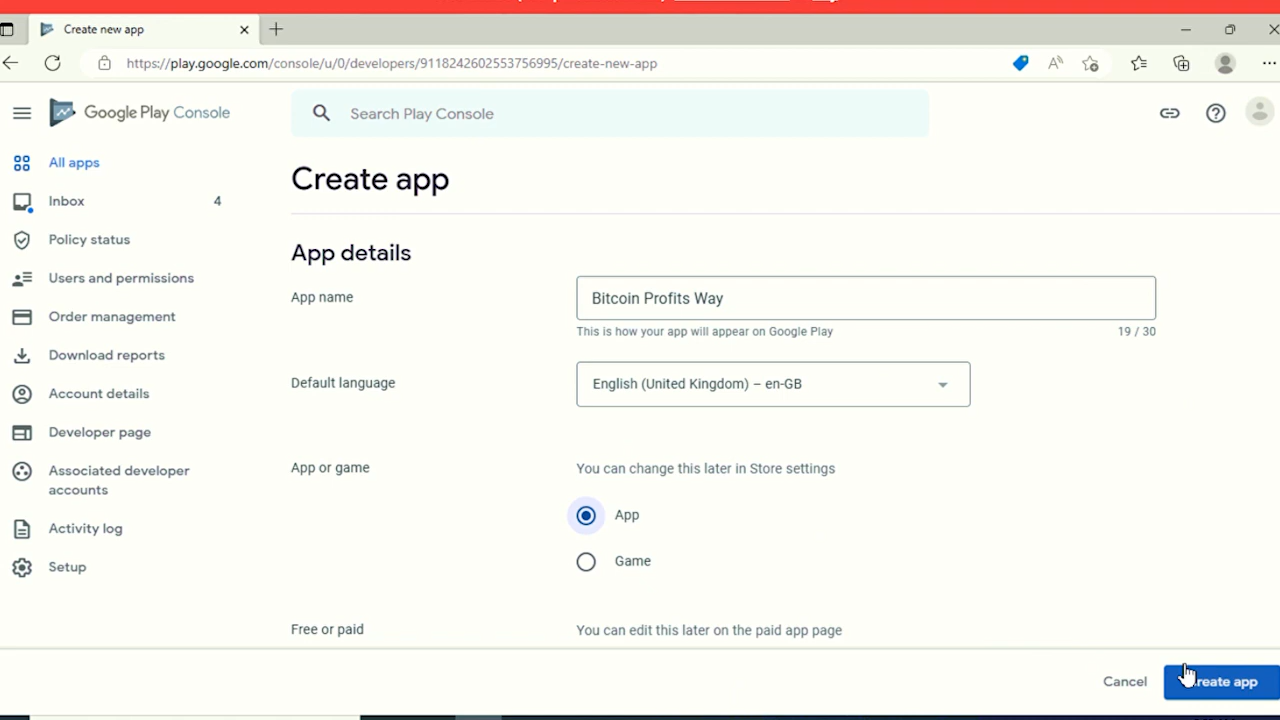 Create new app
https://play.google.com/console/u/0/developers/9118242602553756995/create-new-app
Google Play Console
Search Play Console
All apps
Inbox 4
Policy status
Users and permissions
Order management
Download reports
Account details
Developer page
Associated developer
accounts
Activity log
Setup
Create app
App details
App name
Bitcoin Profits Way
This is how your app will appear on Google Play 19 / 30
Default language
English (United Kingdom) – en-GB
App or game
You can change this later in Store settings
App
Game
Free or paid
You can edit this later on the paid app page
Cancel
Create app